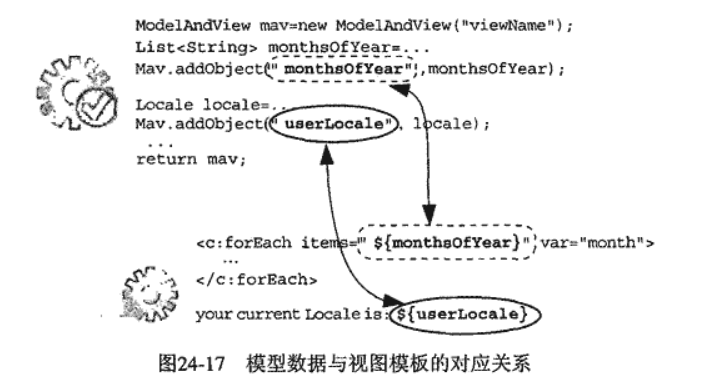 ModelAndView mav=new ModelAndView("viewName");
List<String> monthsOfYear=...
Mav.addObject(" monthsOfYear",monthsOfYear);
Locale locale=..
Mav.addObject(" userLocale", locale);
...
return mav;
<c:forEach items=" ${monthsOfYear}" var="month">
...
</c:forEach>
your current Locale is: ${userLocale}
图24-17 模型数据与视图模板的对应关系